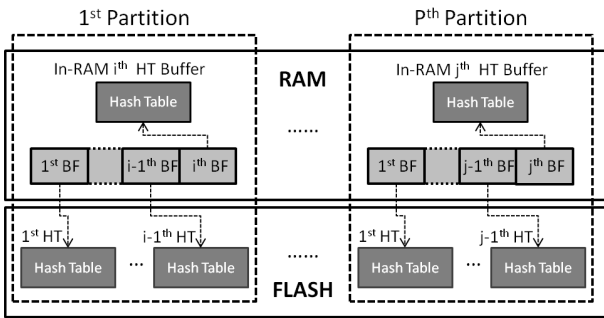 1st Partition
Pth Partition
In-RAM ith HT Buffer
RAM
In-RAM jth HT Buffer
Hash Table
Hash Table
......
1st BF
i-1th BF
ith BF
1st BF
j-1th BF
jth BF
1st HT
i-1th HT
1st HT
j-1th HT
Hash Table
...
Hash Table
......
Hash Table
...
Hash Table
FLASH